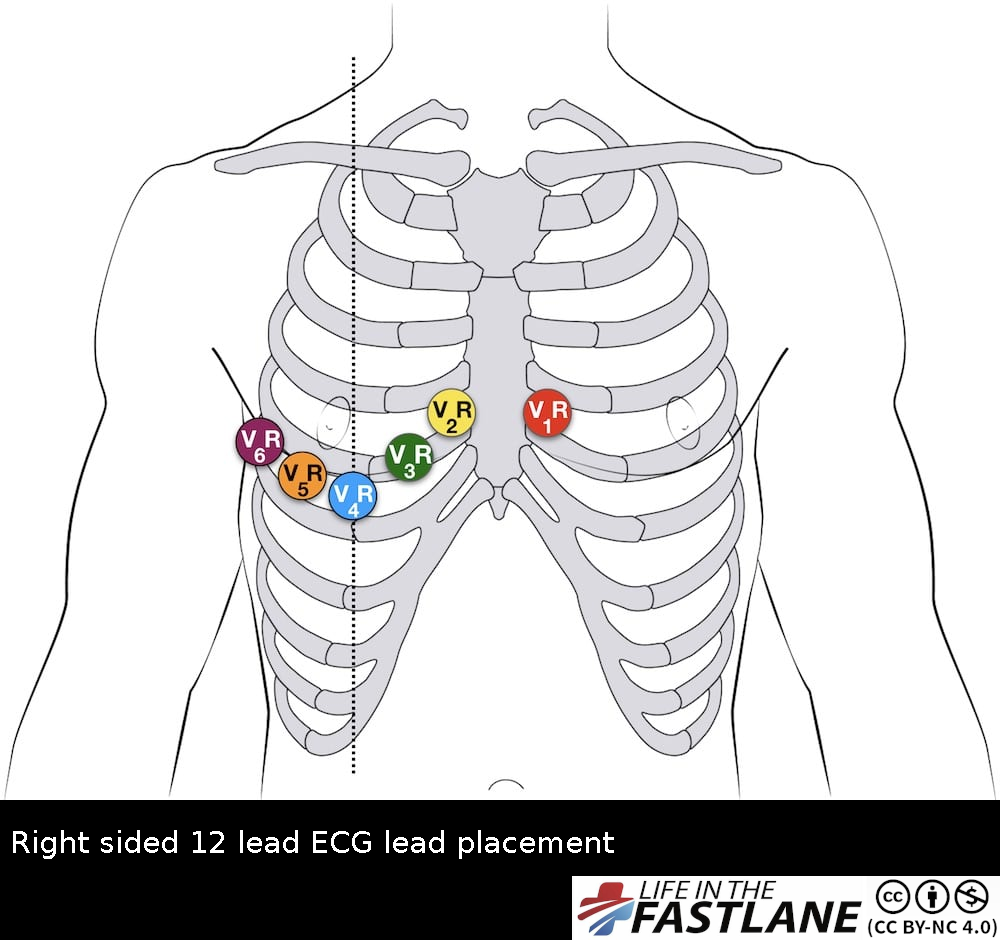 V R
2
V R
1
V R
6
V R
3
V R
5
V R
4
Right sided 12 lead ECG lead placement
LIFE IN THE
FASTLANE
cc $
(CC BY-NC 4.0)